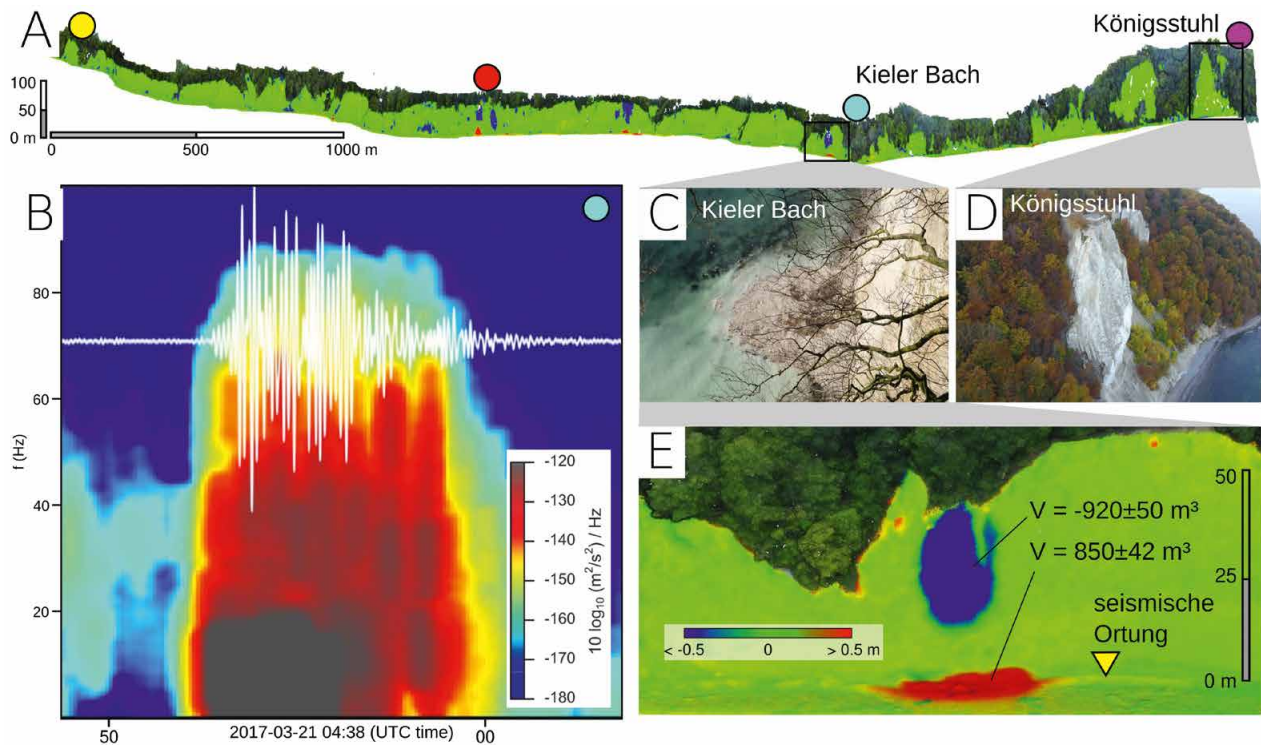 A
Königsstuhl
Kieler Bach
100
50
0 m
500
1000 m
B
C
Kieler Bach
D
Königsstuhl
80
60
40
20
f (Hz)
-120
-130
-140
-150
-160
-170
-180
10 log10 (m²/s²) / Hz
50
2017-03-21 04:38 (UTC time)
00
E
50
V = -920±50 m³
V = 850±42 m³
25
seismische
Ortung
< -0.5
0
> 0.5 m
0 m